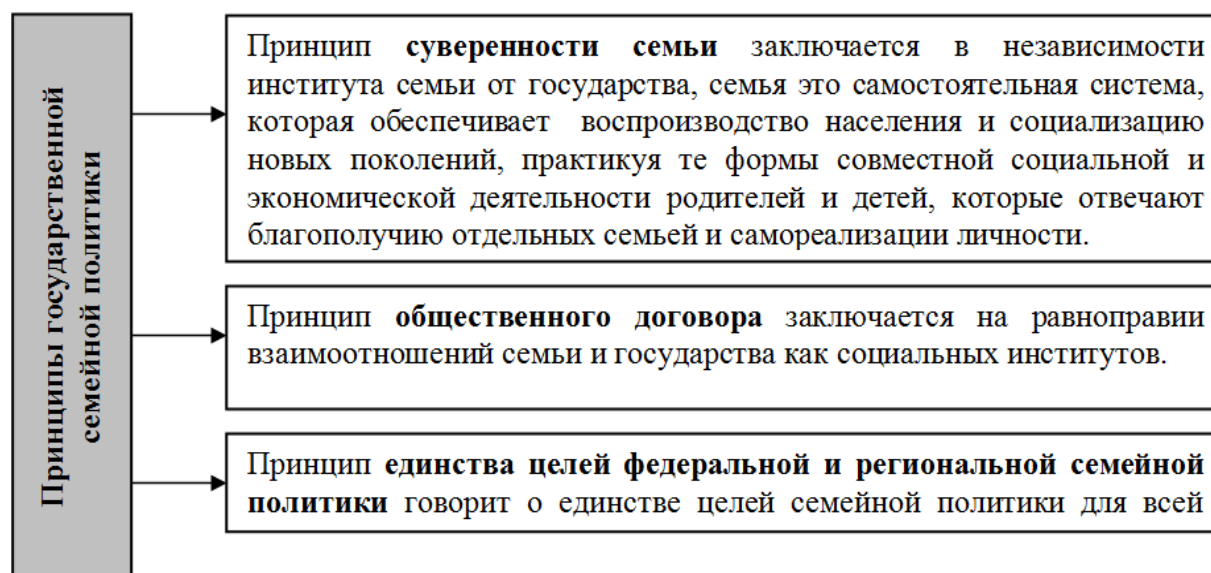 Принципы государственной
семейной политики
Принцип суверенности семьи заключается в независимости
института семьи от государства, семья это самостоятельная система,
которая обеспечивает воспроизводство населения и социализацию
новых поколений, практикуя те формы совместной социальной и
экономической деятельности родителей и детей, которые отвечают
благополучию отдельных семьей и самореализации личности.
Принцип общественного договора заключается на равноправии
взаимоотношений семьи и государства как социальных институтов.
Принцип единства целей федеральной и региональной семейной
политики говорит о единстве целей семейной политики для всей